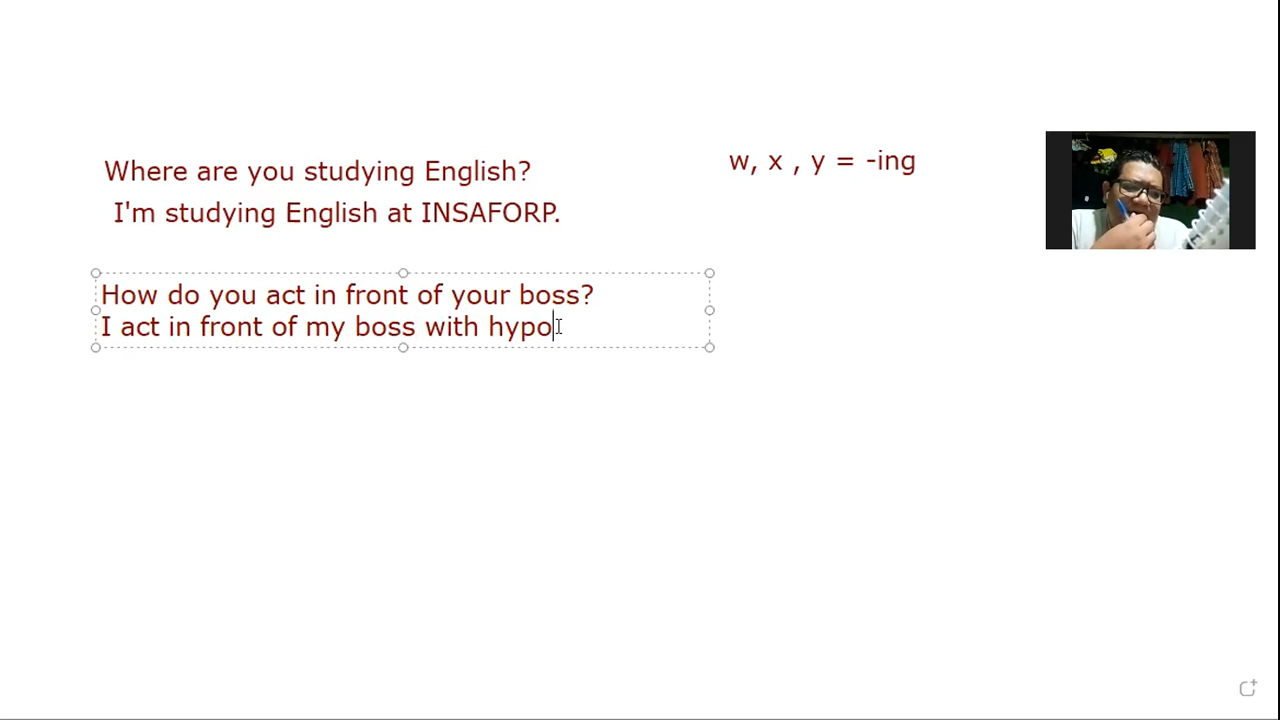 Where are you studying English?
I'm studying English at INSAFORP.
w, x , y = -ing
How do you act in front of your boss?
I act in front of my boss with hypo